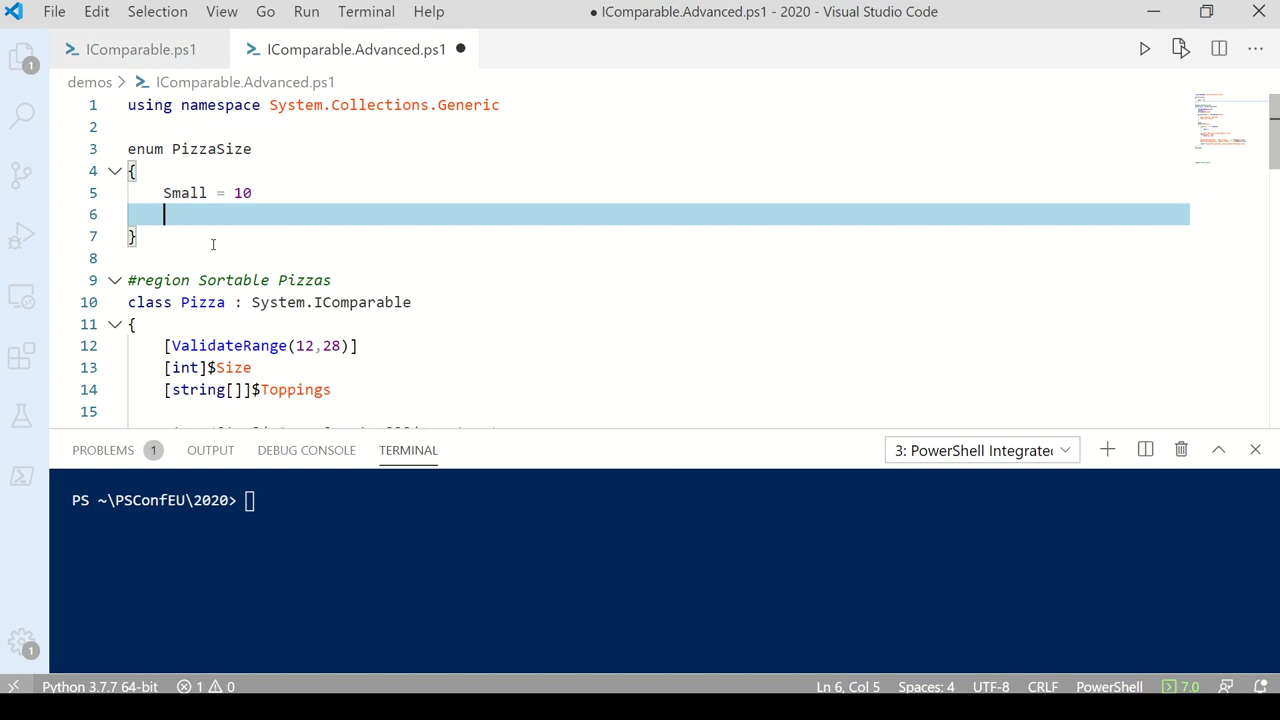 File Edit Selection View Go Run Terminal Help ● IComparable.Advanced.ps1 - 2020 - Visual Studio Code
IComparable.ps1 IComparable.Advanced.ps1 ●
demos > IComparable.Advanced.ps1
1 using namespace System.Collections.Generic
2
3 enum PizzaSize
4 {
5 Small = 10
6
7 }
8
9 #region Sortable Pizzas
10 class Pizza : System.IComparable
11 {
12 [ValidateRange(12,28)]
13 [int]$Size
14 [string[]]$Toppings
15
PROBLEMS 1 OUTPUT DEBUG CONSOLE TERMINAL 3: PowerShell Integrated
PS ~\PSConfEU\2020>
1
1
Python 3.7.7 64-bit 1 0 Ln 6, Col 5 Spaces: 4 UTF-8 CRLF PowerShell 7.0